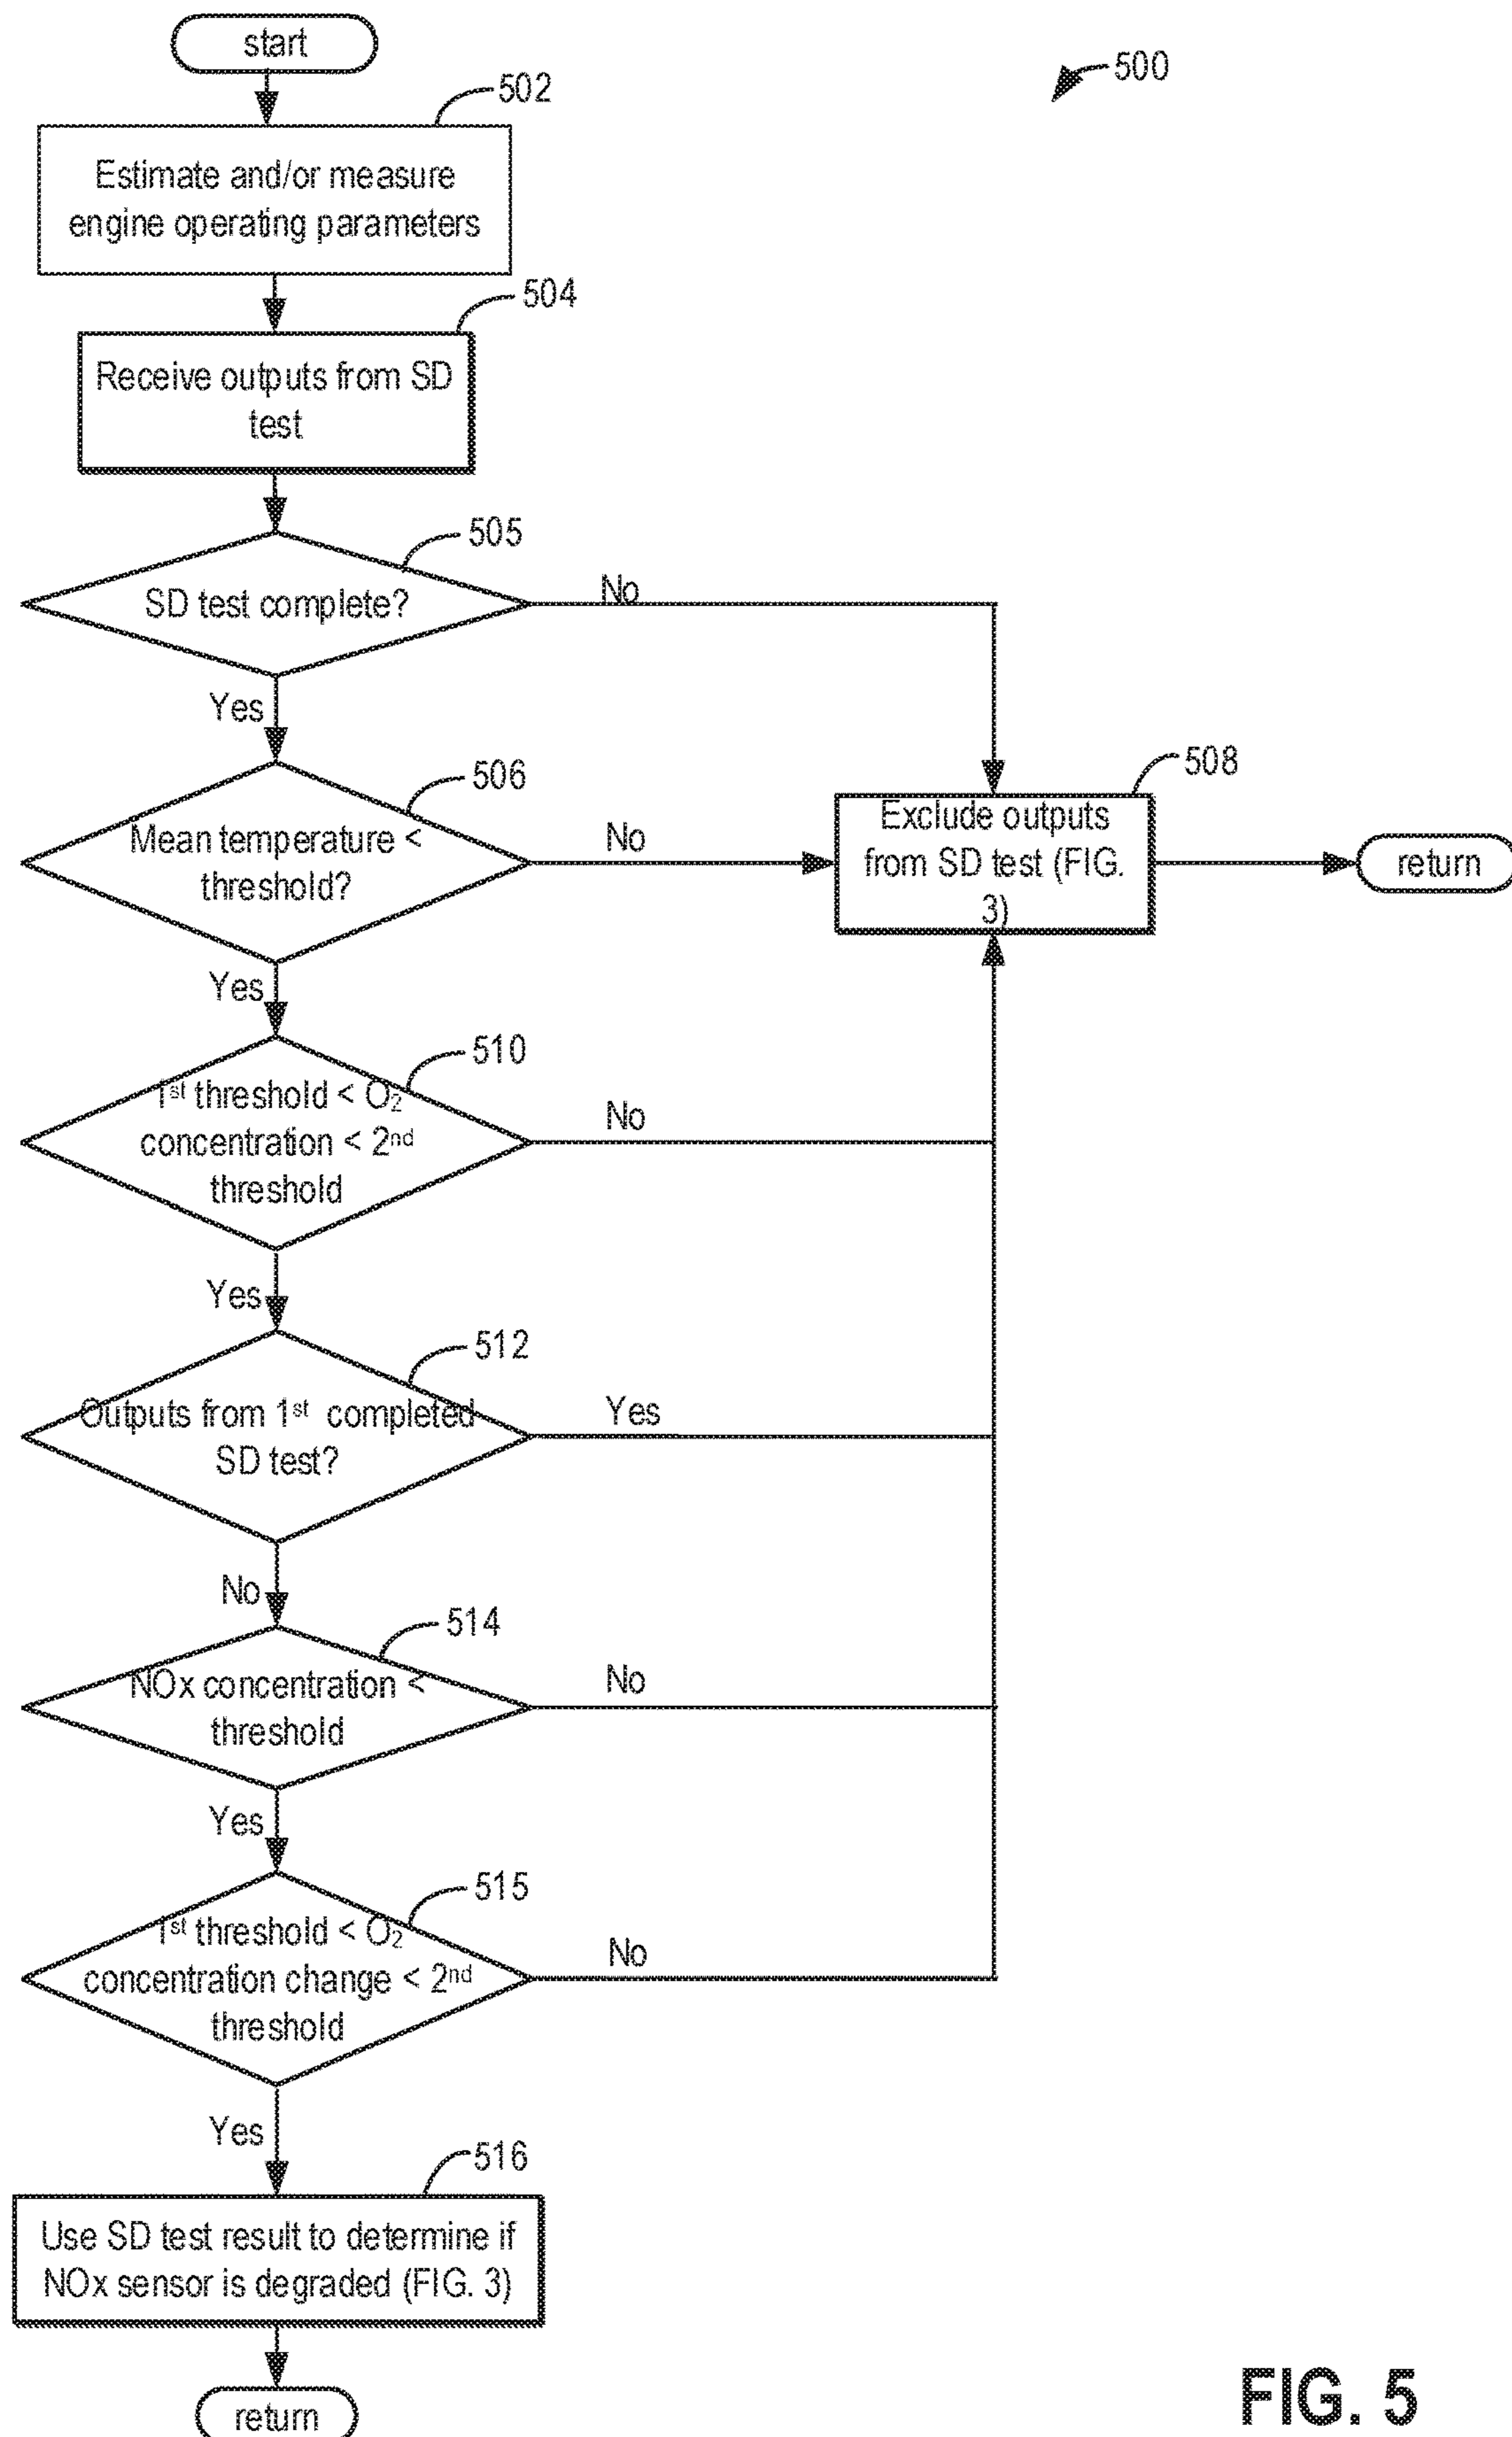 start
500
502
Estimate and/or measure
engine operating parameters
504
Receive outputs from SD
test
505
SD test complete?
No
Yes
506
Mean temperature <
threshold?
No
508
Exclude outputs
from SD test (FIG.
3)
return
Yes
510
1st threshold < O2
concentration < 2nd
threshold
No
Yes
512
Outputs from 1st completed
SD test?
Yes
No
514
NOx concentration <
threshold
No
Yes
515
1st threshold < O2
concentration change < 2nd
threshold
No
Yes
516
Use SD test result to determine if
NOx sensor is degraded (FIG. 3)
return
FIG. 5